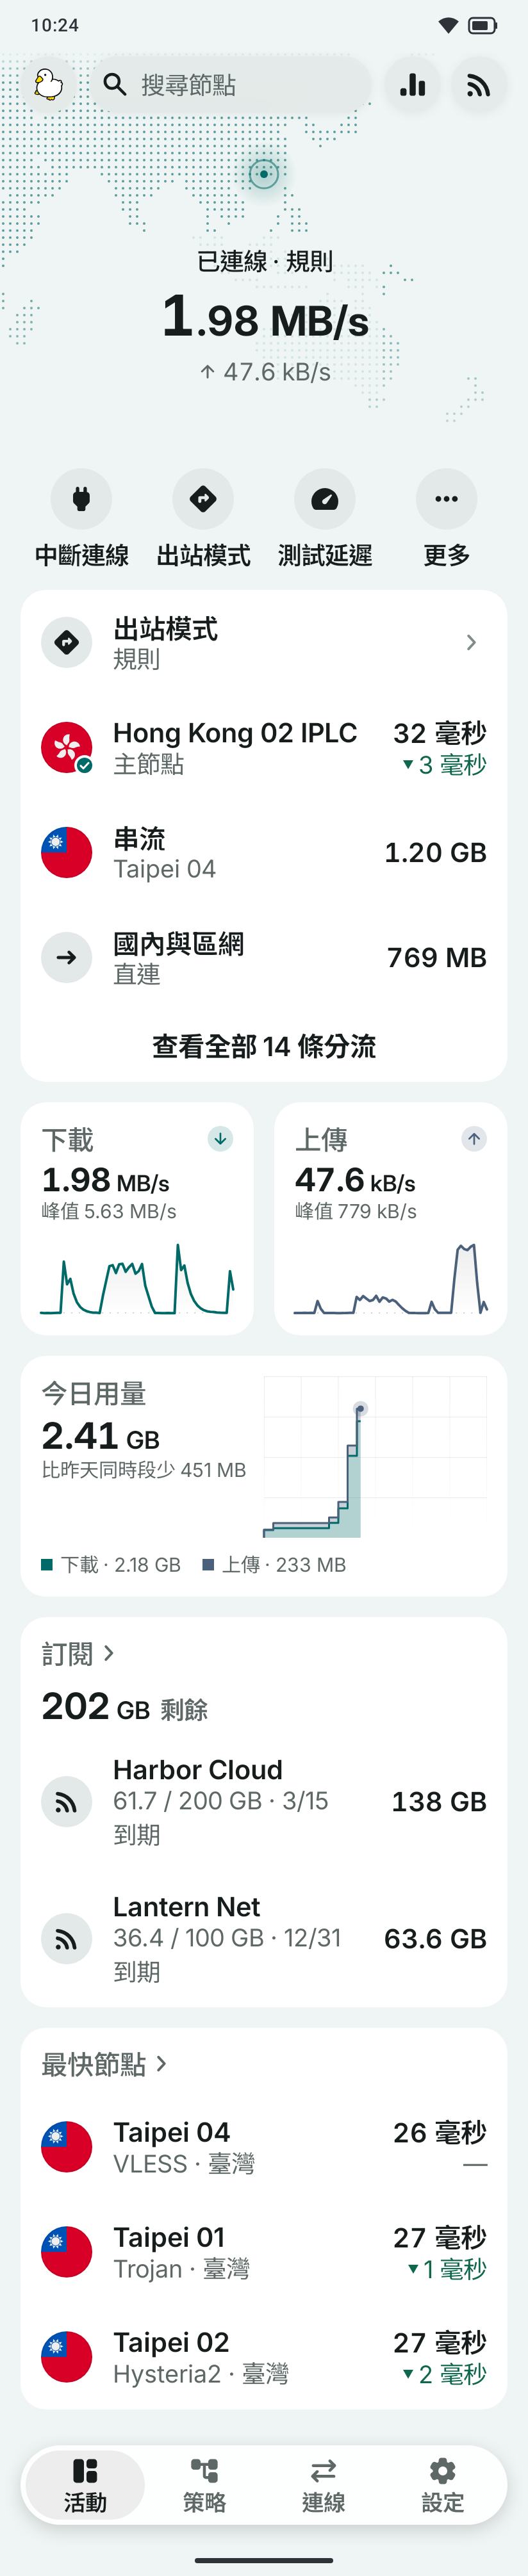 10:24
搜尋節點
已連線 · 規則
1.98 MB/s
↑ 47.6 kB/s
中斷連線 出站模式 測試延遲 更多
出站模式
規則
Hong Kong 02 IPLC 32 毫秒
主節點 ▼3 毫秒
串流
Taipei 04
1.20 GB
國內與區網
直連
769 MB
查看全部 14 條分流
下載
1.98 MB/s
峰值 5.63 MB/s
上傳
47.6 kB/s
峰值 779 kB/s
今日用量
2.41 GB
比昨天同時段少 451 MB
下載 · 2.18 GB 上傳 · 233 MB
訂閱
202 GB 剩餘
Harbor Cloud
61.7 / 200 GB · 3/15
到期
138 GB
Lantern Net
36.4 / 100 GB · 12/31
到期
63.6 GB
最快節點
Taipei 04 26 毫秒
VLESS · 臺灣 —
Taipei 01 27 毫秒
Trojan · 臺灣 ▼1 毫秒
Taipei 02 27 毫秒
Hysteria2 · 臺灣 ▼2 毫秒
活動 策略 連線 設定